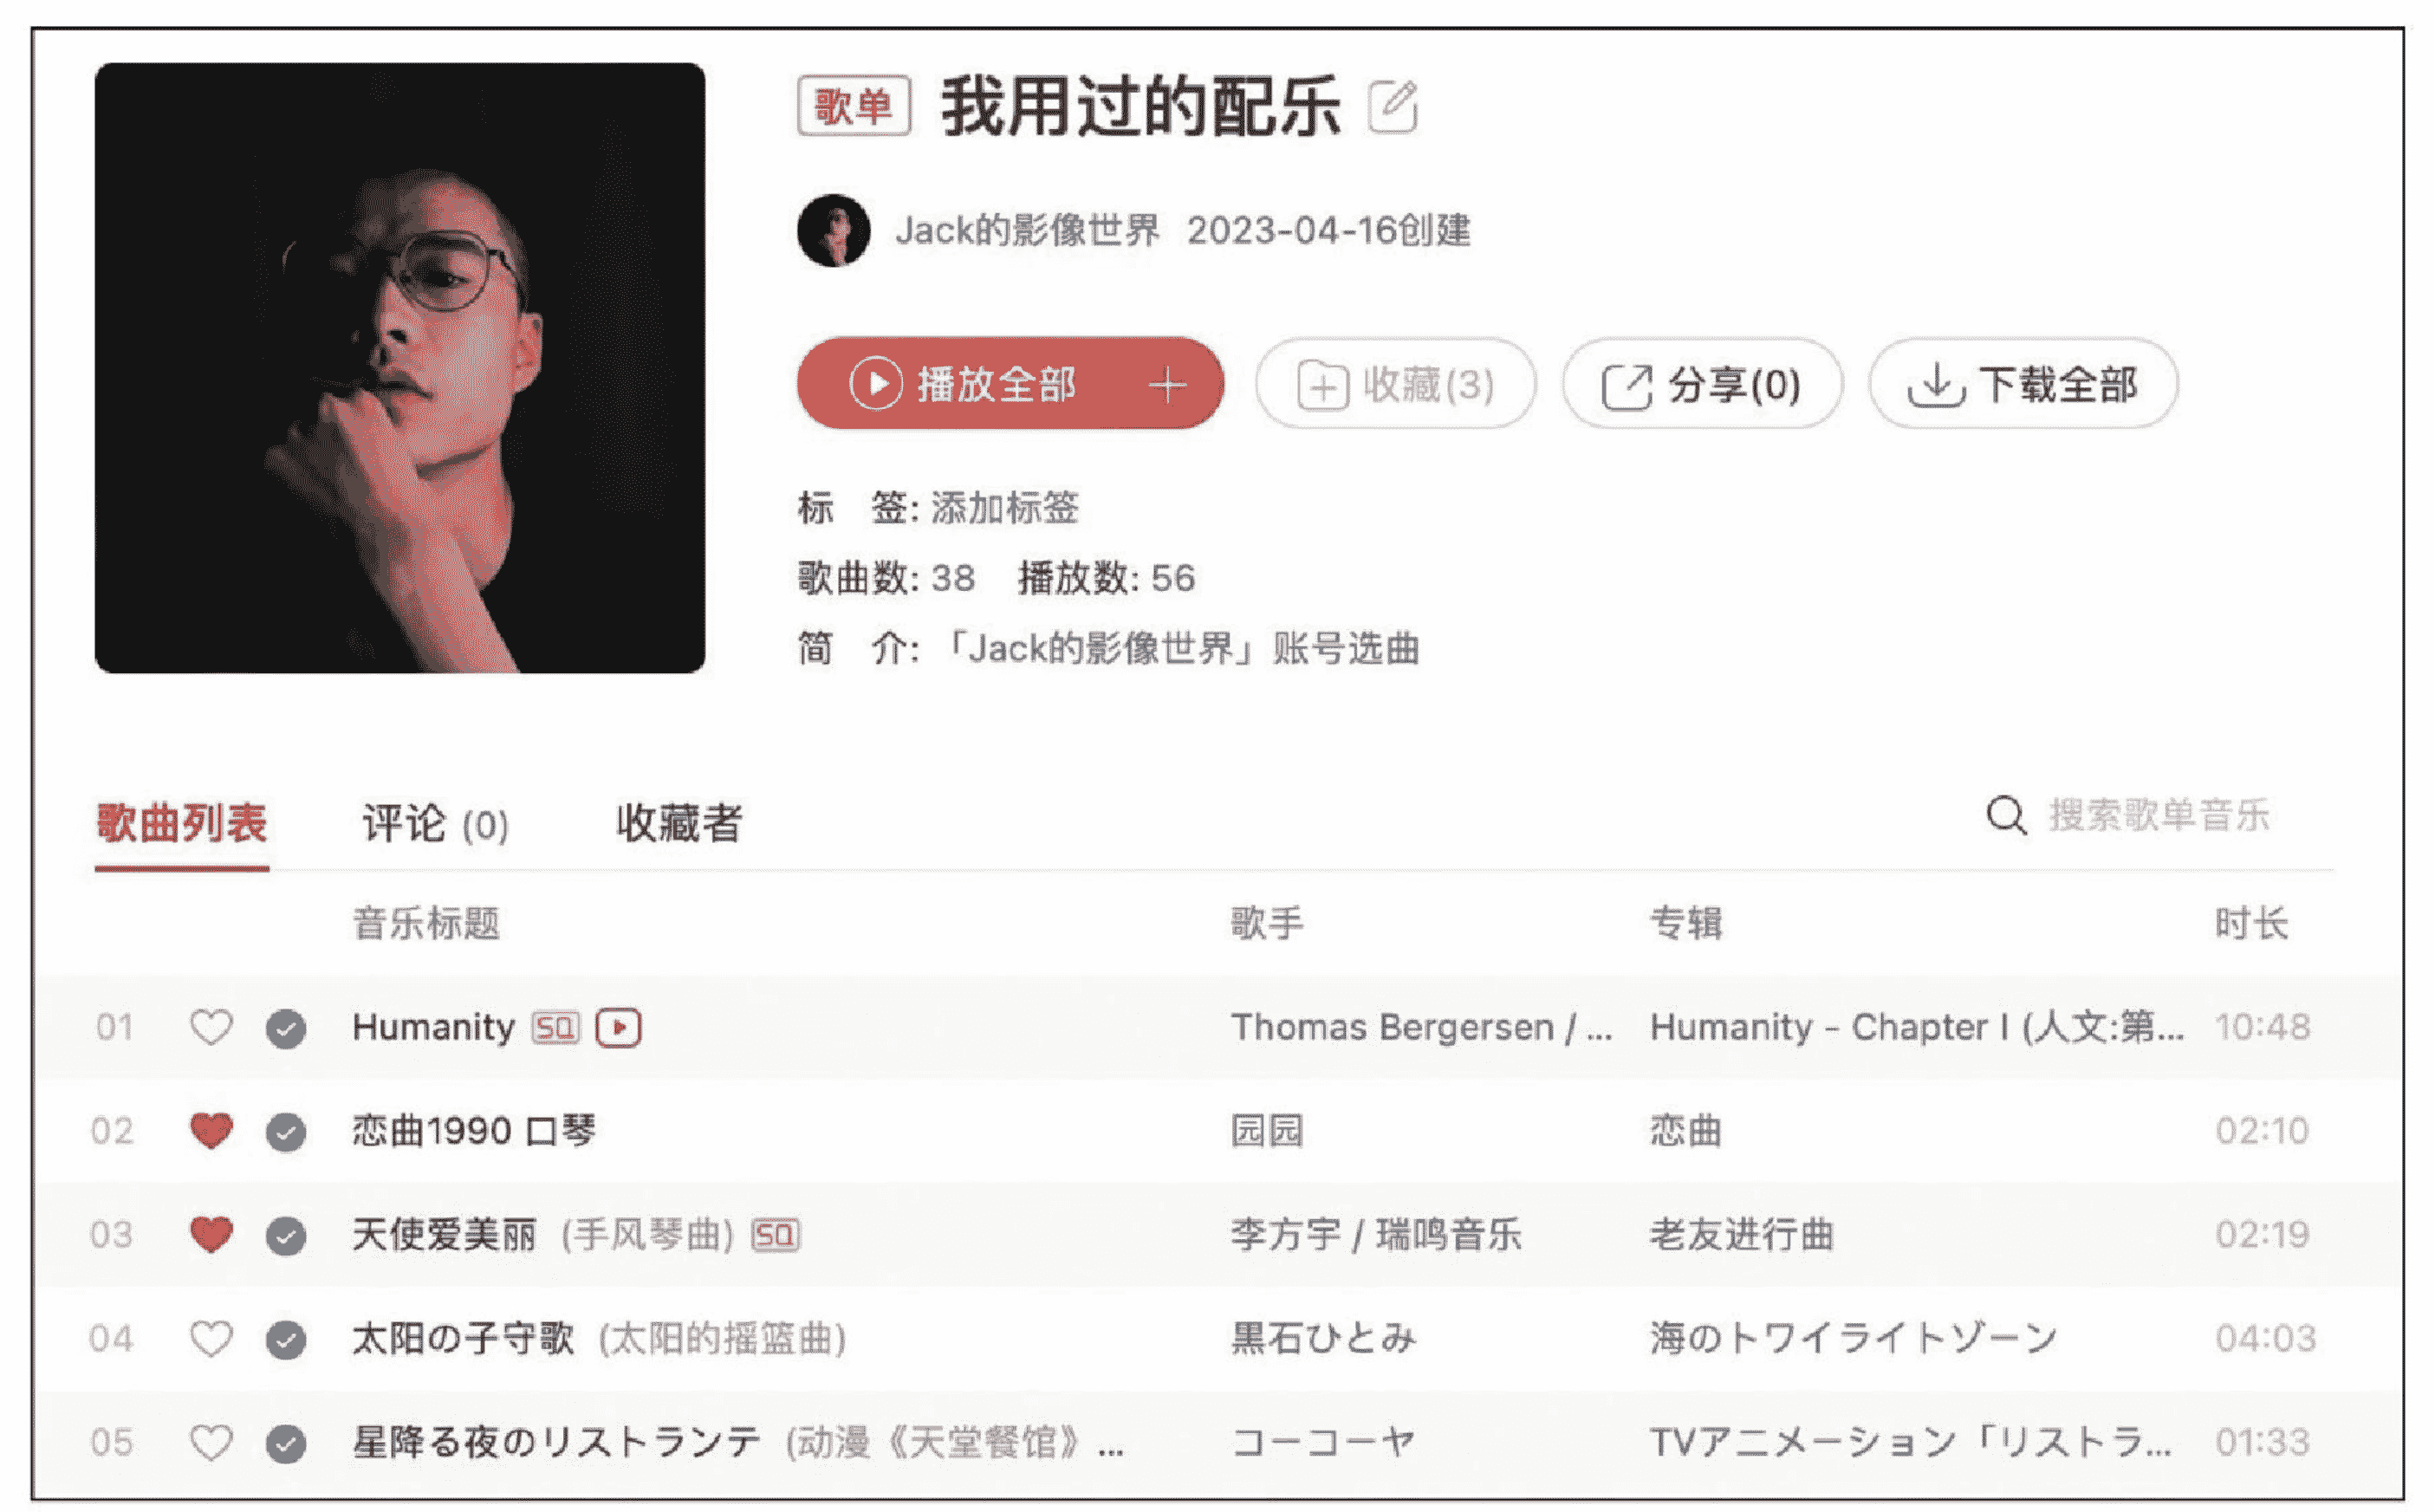 歌单 我用过的配乐
Jack的影像世界 2023-04-16创建
播放全部 + 收藏(3) 分享(0) 下载全部
标 签: 添加标签
歌曲数: 38 播放数: 56
简 介: 「Jack的影像世界」账号选曲
歌曲列表 评论 (0) 收藏者 搜索歌单音乐
音乐标题 歌手 专辑 时长
01 Humanity SQ Thomas Bergersen / ... Humanity - Chapter I (人文:第... 10:48
02 恋曲1990 口琴 园园 恋曲 02:10
03 天使爱美丽 (手风琴曲) SQ 李方宇 / 瑞鸣音乐 老友进行曲 02:19
04 太阳の子守歌 (太阳的摇篮曲) 黒石ひとみ 海のトワイライトゾーン 04:03
05 星降る夜のリストランテ (动漫《天堂餐馆》 ... コーコーヤ TVアニメーション「リストラ... 01:33